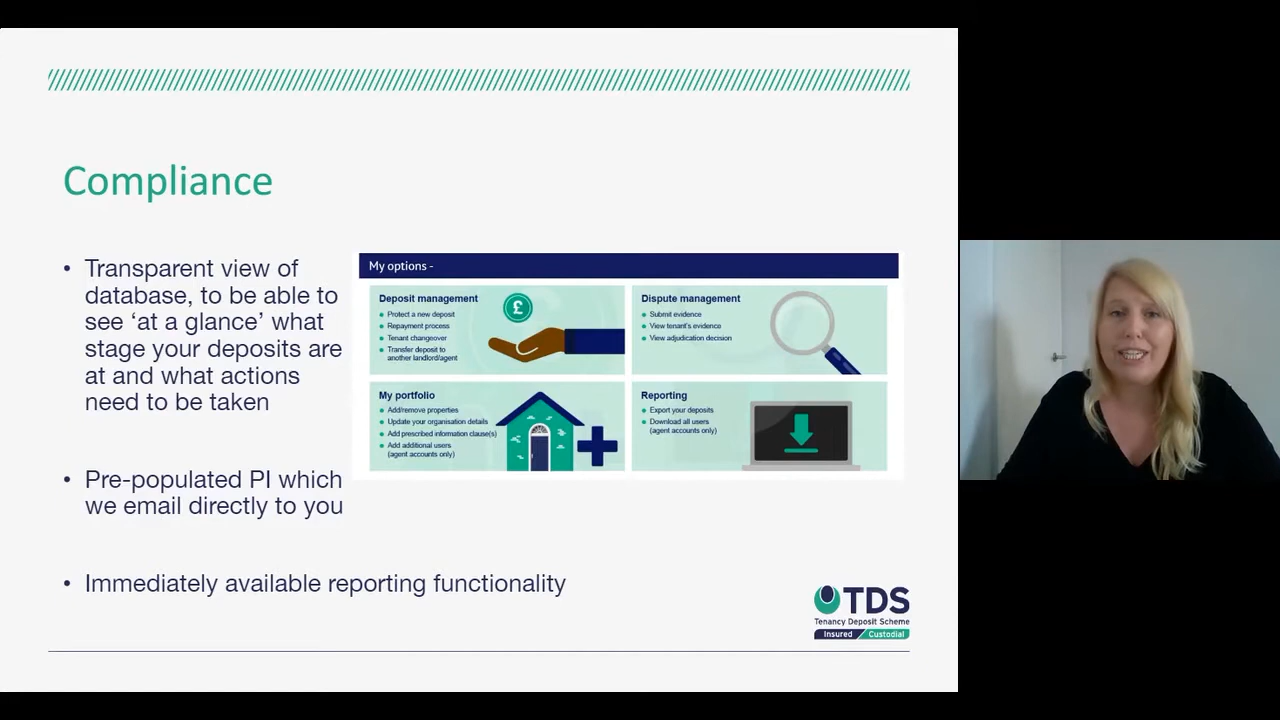 Compliance
• Transparent view of
database, to be able to
see ‘at a glance’ what
stage your deposits are
at and what actions
need to be taken
• Pre-populated PI which
we email directly to you
• Immediately available reporting functionality
My options -
Deposit management
Protect a new deposit
Repayment process
Tenant changeover
Transfer deposit to
another landlord/agent
£
Dispute management
Submit evidence
View tenant's evidence
View adjudication decision
My portfolio
Add/remove properties
Update your organisation details
Add prescribed information clause(s)
Add additional users
(agent accounts only)
Reporting
Export your deposits
Download all users
(agent accounts only)
TDS
Tenancy Deposit Scheme
Insured Custodial